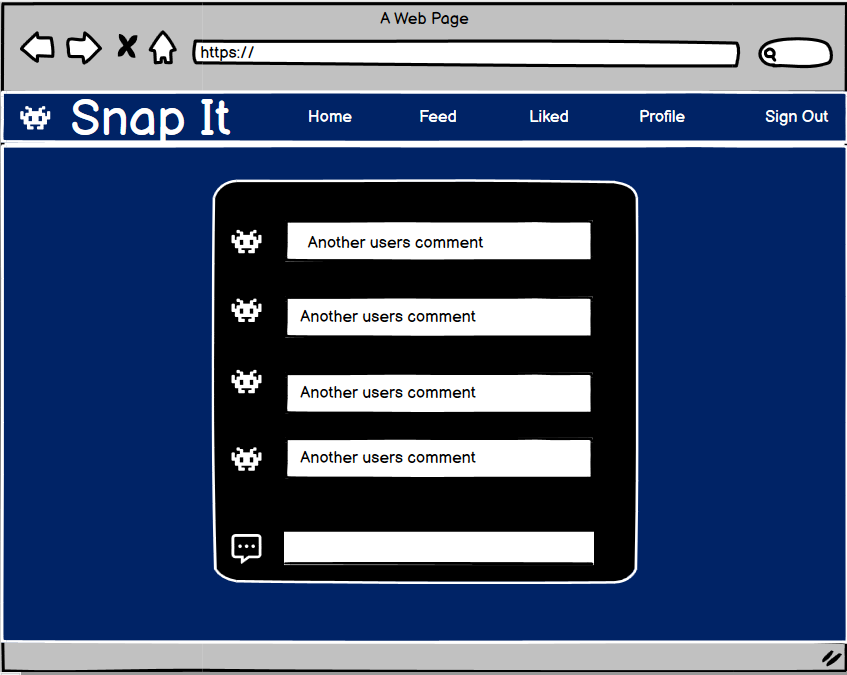 A Web Page
https://
Snap It Home Feed Liked Profile Sign Out
Another users comment
Another users comment
Another users comment
Another users comment